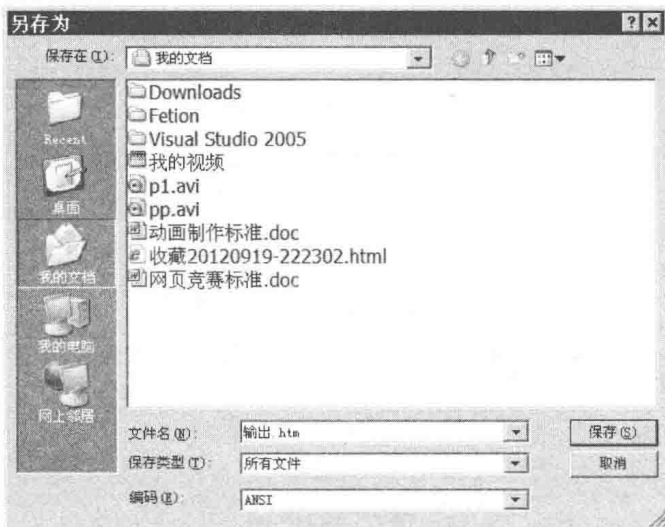 另存为
保存在(I):
我的文档
Downloads
Fetion
Visual Studio 2005
我的视频
p1.avi
pp.avi
动画制作标准.doc
收藏20120919-222302.html
网页竞赛标准.doc
Recent
桌面
我的文档
我的电脑
网上邻居
文件名(N):
输出.htm
保存(S)
保存类型(T):
所有文件
取消
编码(E):
ANSI